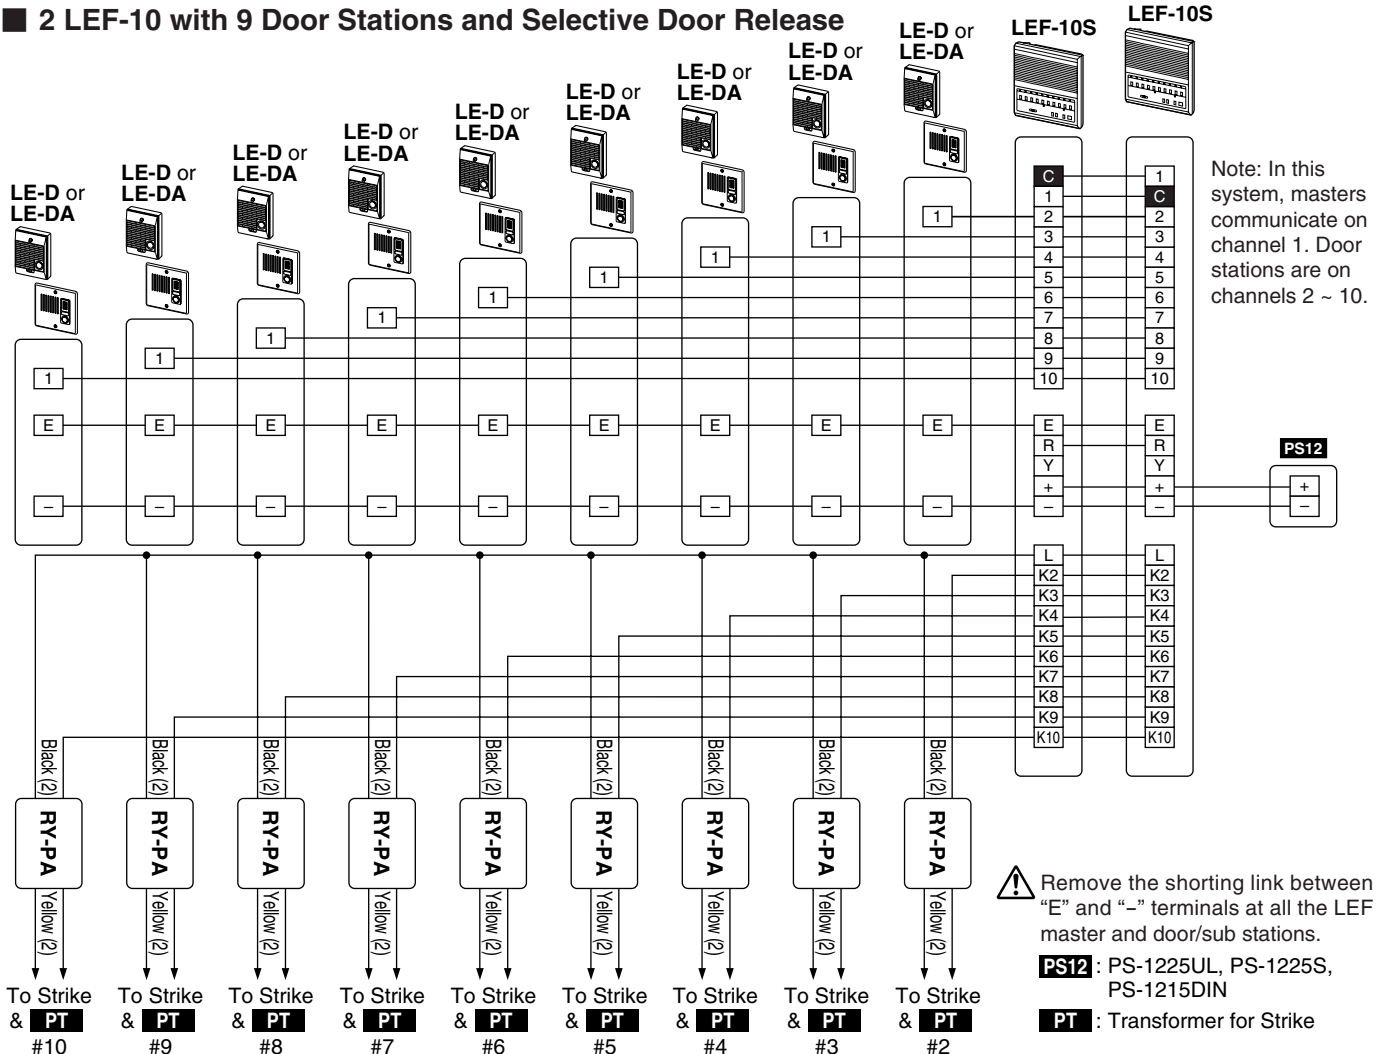 ■ 2 LEF-10 with 9 Door Stations and Selective Door Release
LE-D or
LE-DA
LE-D or
LE-DA
LE-D or
LE-DA
LE-D or
LE-DA
LE-D or
LE-DA
LE-D or
LE-DA
LE-D or
LE-DA
LE-D or
LE-DA
LE-D or
LE-DA
LEF-10S
LEF-10S
1
1
1
1
1
1
1
1
1
E E E E E E E E E
– – – – – – – – –
C 1
1 C
2 2
3 3
4 4
5 5
6 6
7 7
8 8
9 9
10 10
E E
R R
Y Y
+ +
– –
L L
K2 K2
K3 K3
K4 K4
K5 K5
K6 K6
K7 K7
K8 K8
K9 K9
K10 K10
Note: In this
system, masters
communicate on
channel 1. Door
stations are on
channels 2 ~ 10.
PS12
+
–
Black (2) Black (2) Black (2) Black (2) Black (2) Black (2) Black (2) Black (2) Black (2)
RY-PA RY-PA RY-PA RY-PA RY-PA RY-PA RY-PA RY-PA RY-PA
Yellow (2) Yellow (2) Yellow (2) Yellow (2) Yellow (2) Yellow (2) Yellow (2) Yellow (2) Yellow (2)
To Strike To Strike To Strike To Strike To Strike To Strike To Strike To Strike To Strike
& PT & PT & PT & PT & PT & PT & PT & PT & PT
#10 #9 #8 #7 #6 #5 #4 #3 #2
Remove the shorting link between
“E” and “–” terminals at all the LEF
master and door/sub stations.
PS12 : PS-1225UL, PS-1225S,
PS-1215DIN
PT : Transformer for Strike